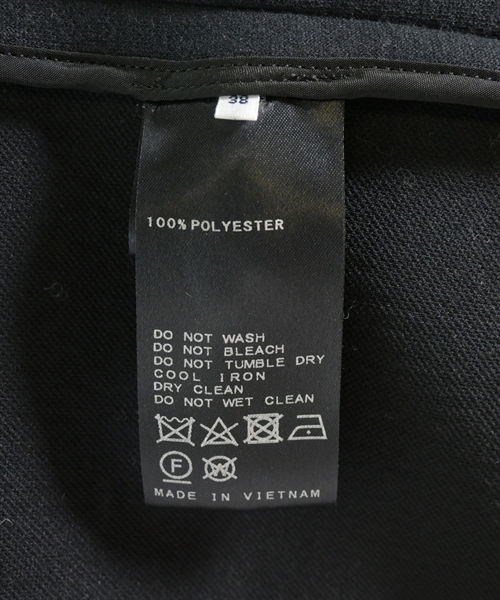 38
100% POLYESTER
DO NOT WASH
DO NOT BLEACH
DO NOT TUMBLE DRY
COOL IRON
DRY CLEAN
DO NOT WET CLEAN
F W
MADE IN VIETNAM